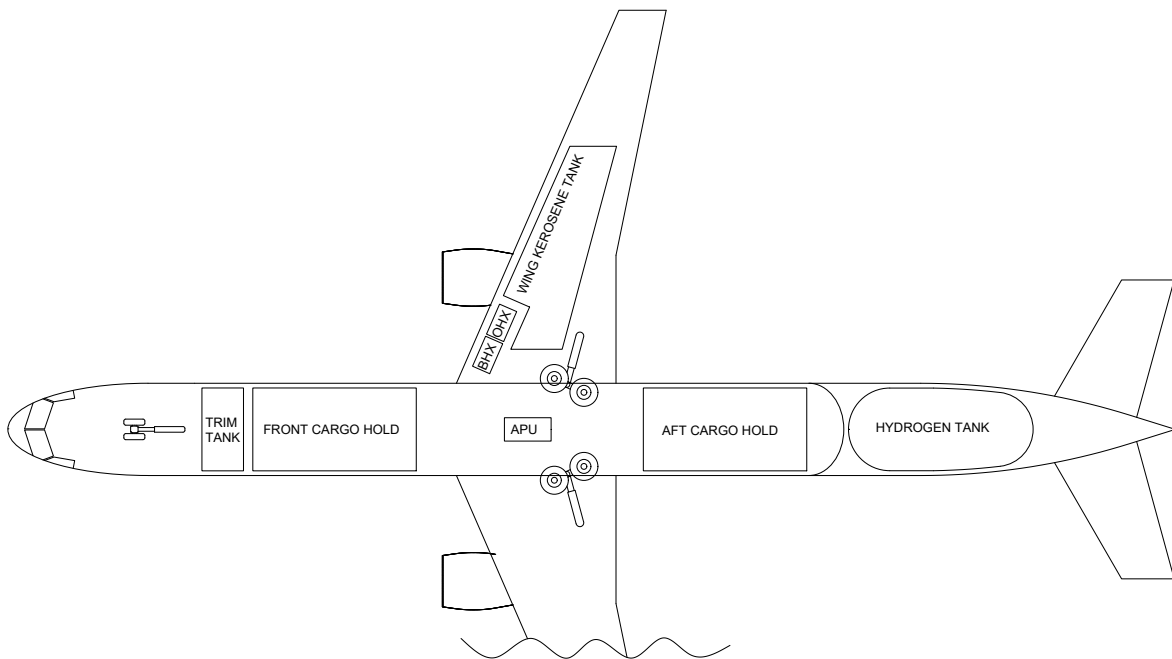 WING KEROSENE TANK
OHX
BHX
TRIM
TANK
FRONT CARGO HOLD
APU
AFT CARGO HOLD
HYDROGEN TANK